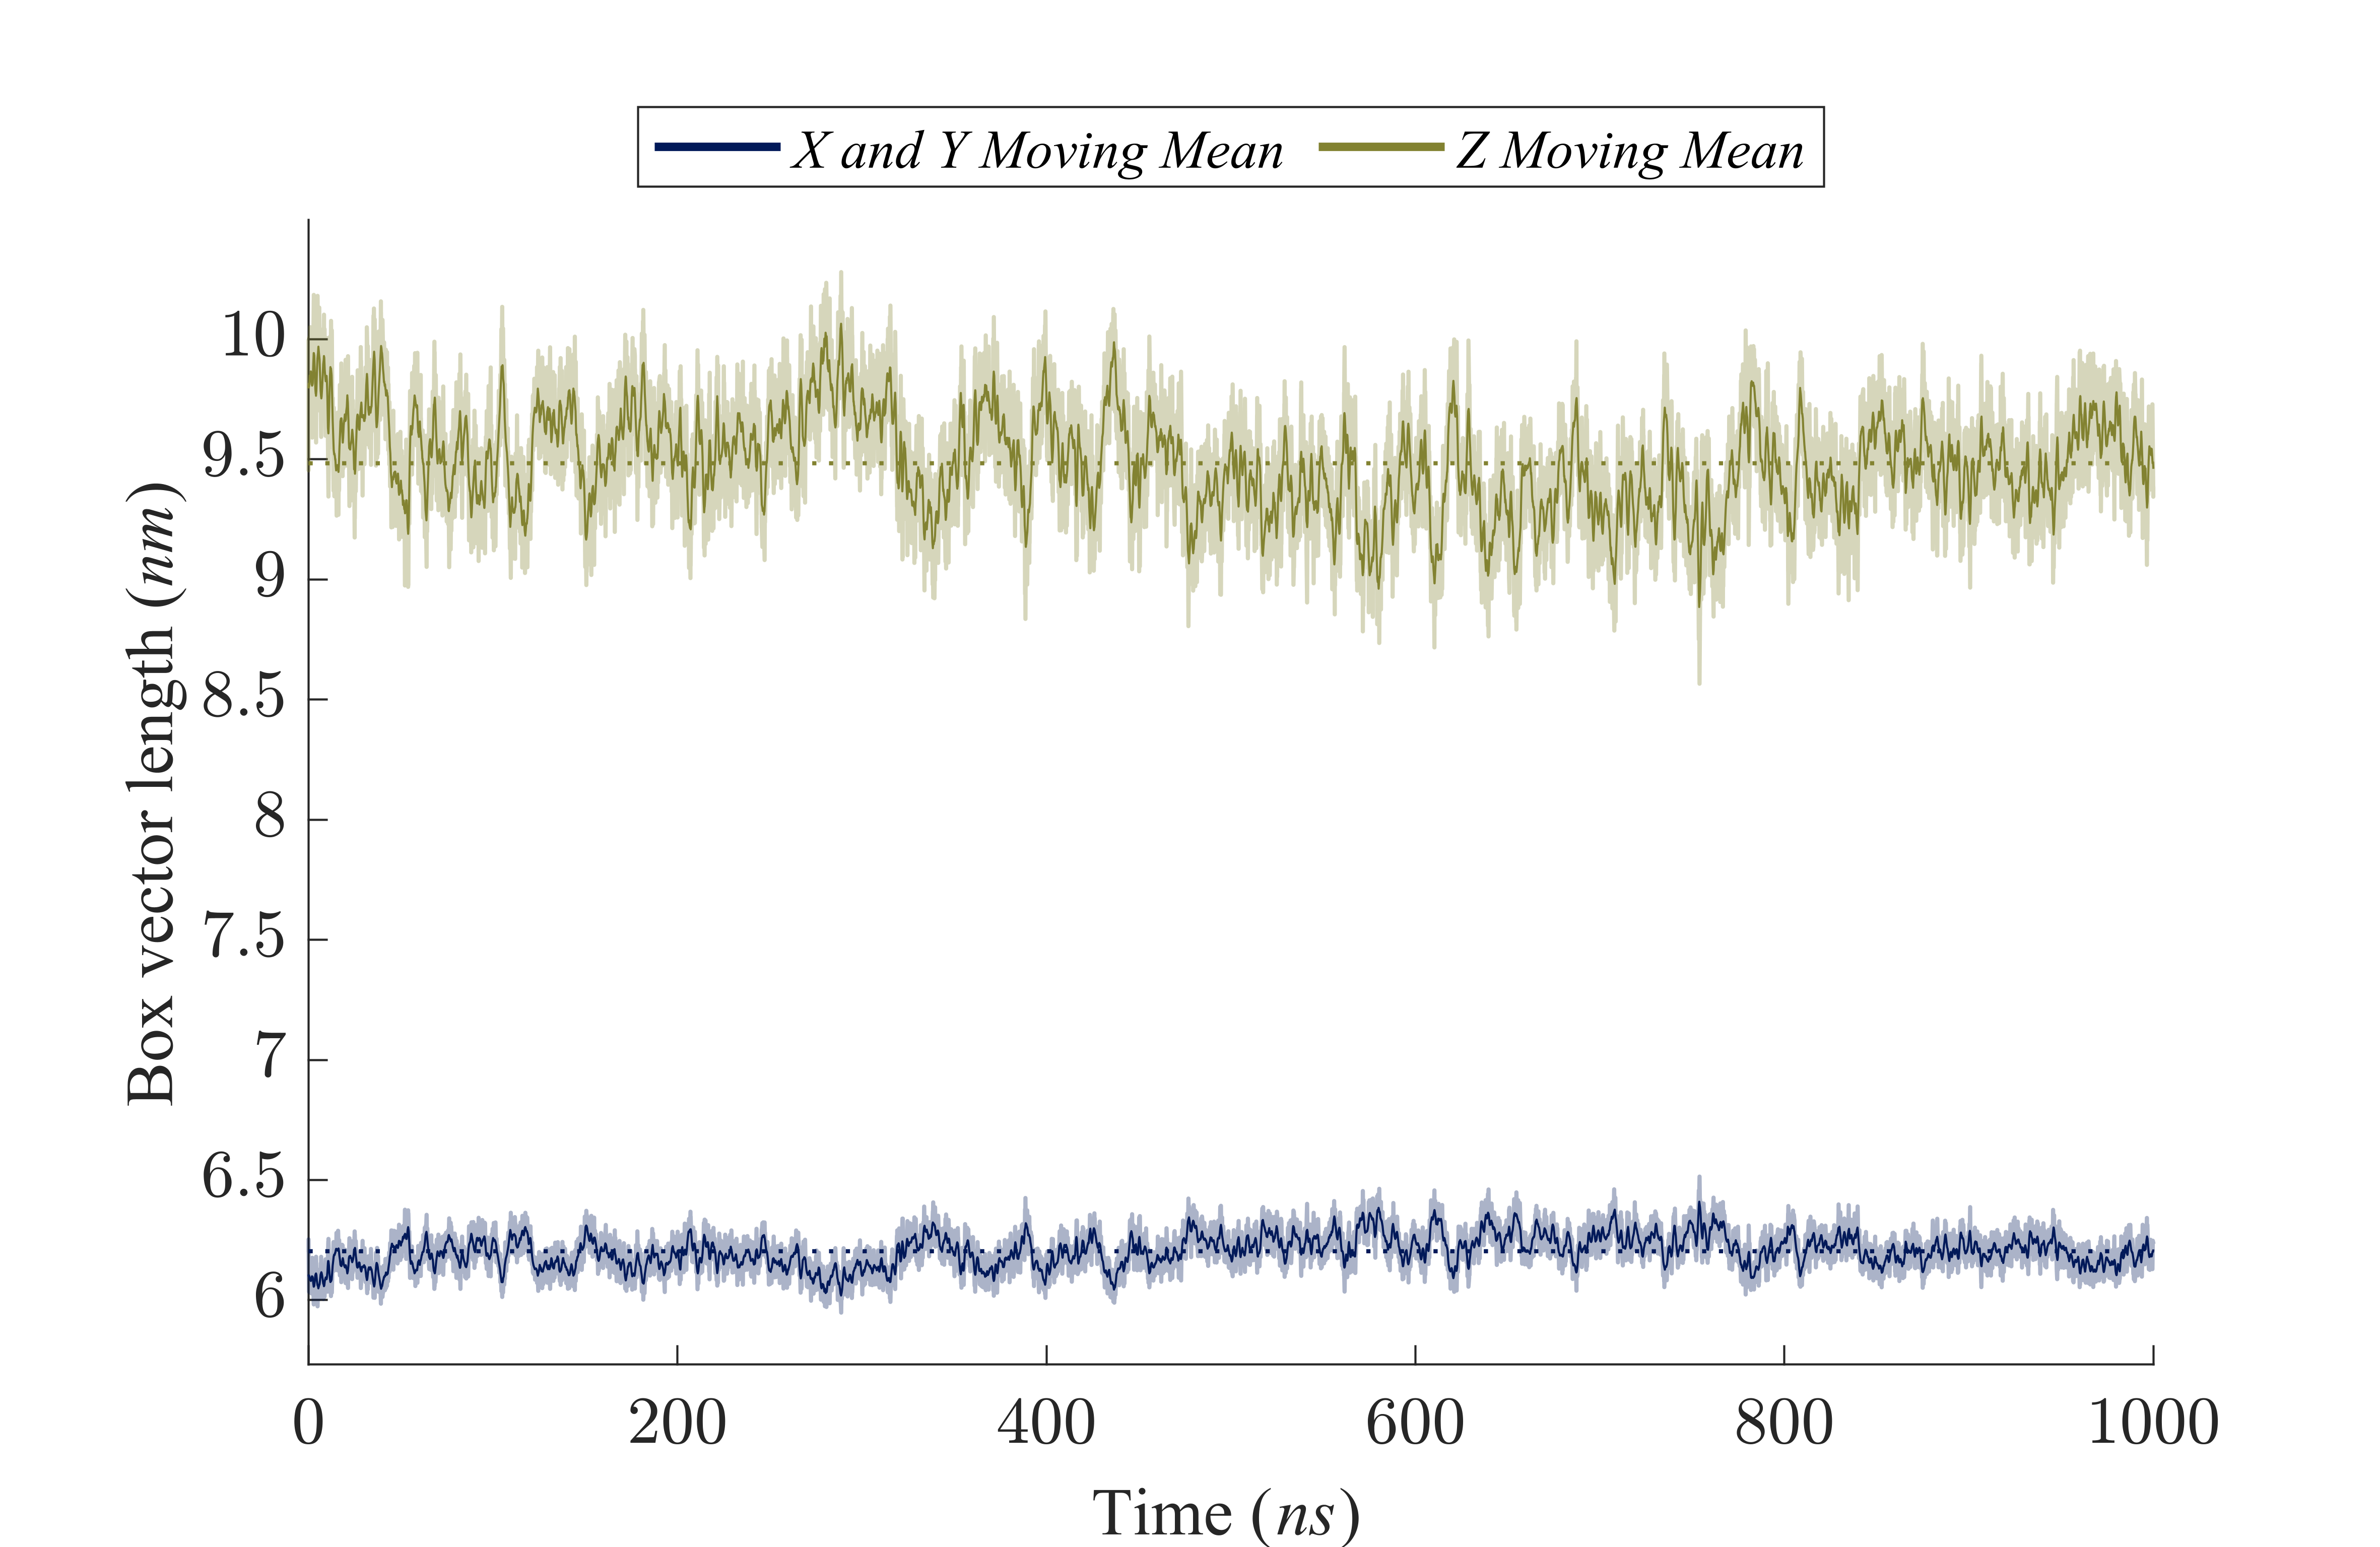 X and Y Moving Mean Z Moving Mean
Box vector length (nm)
10
9.5
9
8.5
8
7.5
7
6.5
6
0 200 400 600 800 1000
Time (ns)